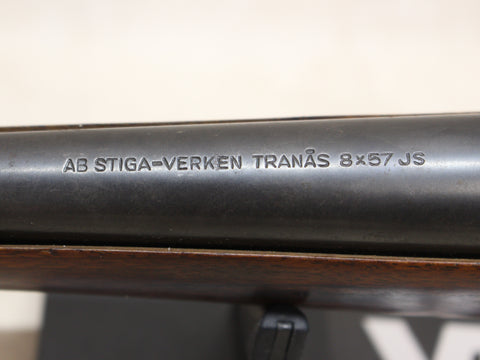 AB STIGA-VERKEN TRANÅS 8x57 JS